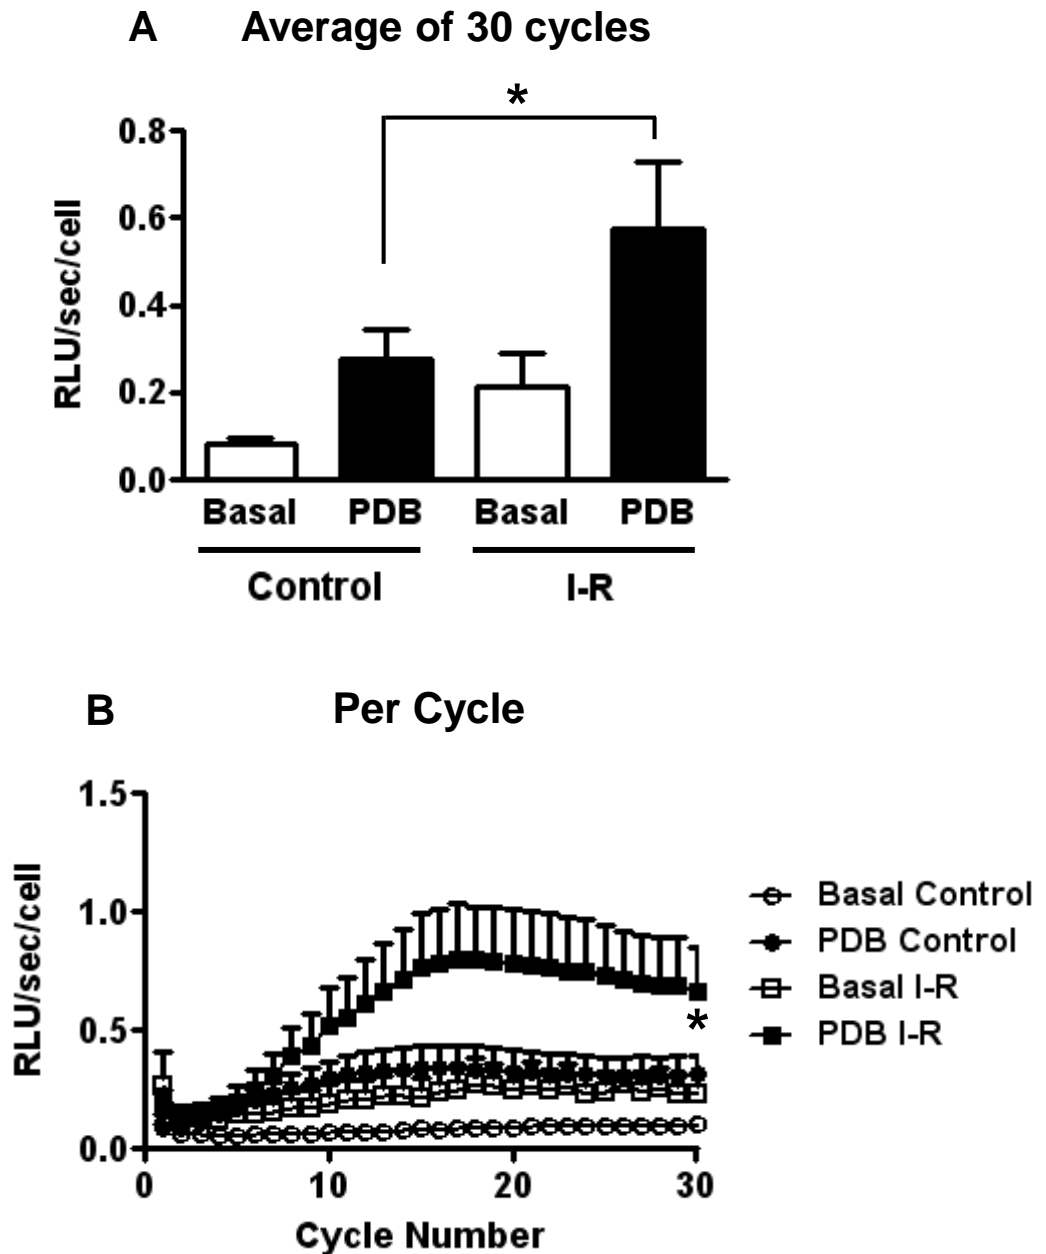 A Average of 30 cycles
*
0.8
0.6
0.4
0.2
0.0
RLU/sec/cell
Basal PDB Basal PDB
Control I-R
B Per Cycle
1.5
1.0
0.5
0.0
RLU/sec/cell
*
0 10 20 30
Cycle Number
Basal Control
PDB Control
Basal I-R
PDB I-R